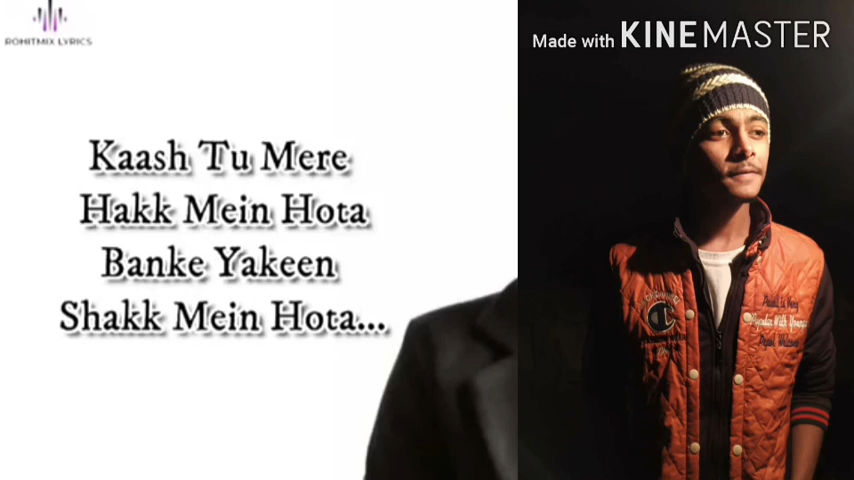 ROHITMIX LYRICS
Made with KINEMASTER
Kaash Tu Mere
Hakk Mein Hota
Banke Yakeen
Shakk Mein Hota...